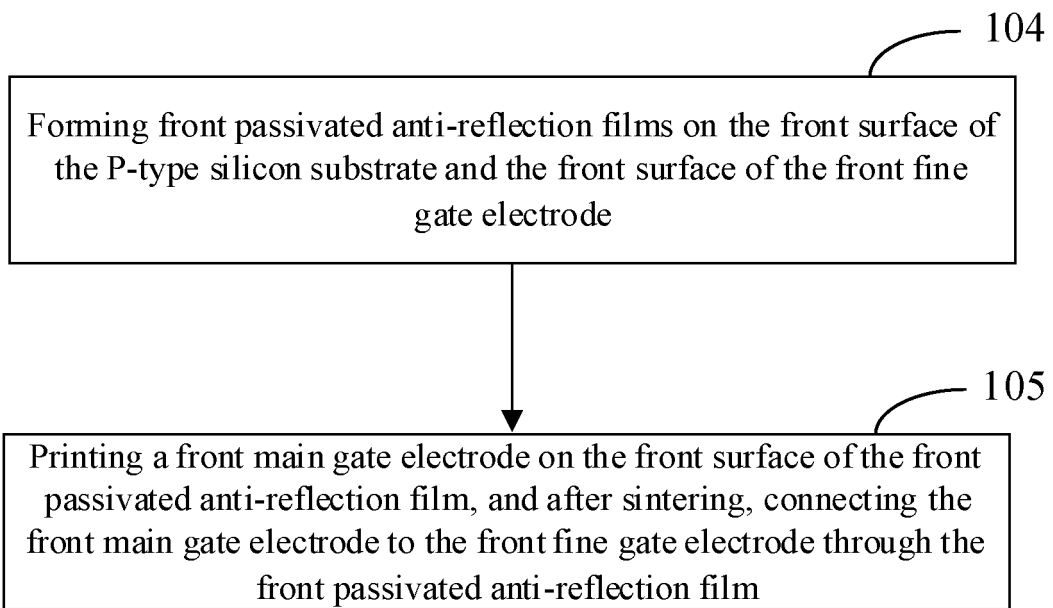 104
Forming front passivated anti-reflection films on the front surface of
the P-type silicon substrate and the front surface of the front fine
gate electrode
105
Printing a front main gate electrode on the front surface of the front
passivated anti-reflection film, and after sintering, connecting the
front main gate electrode to the front fine gate electrode through the
front passivated anti-reflection film